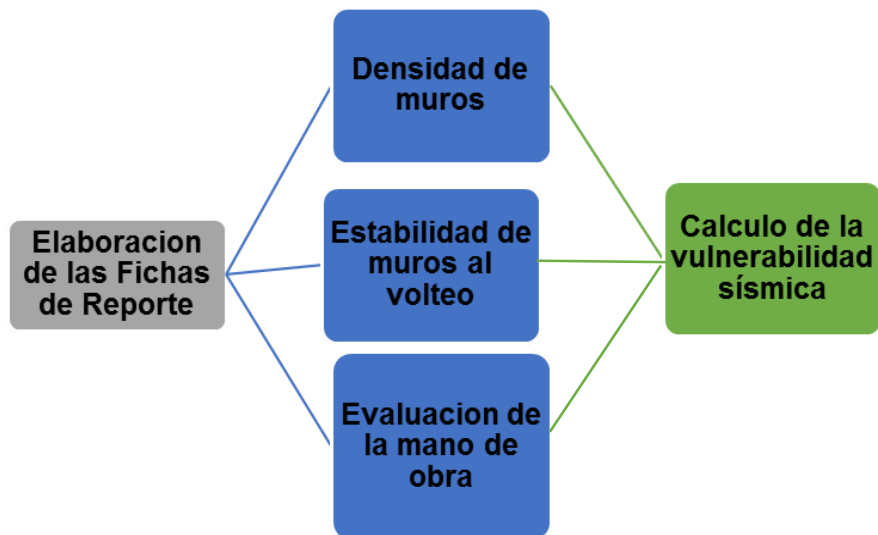 Elaboracion
de las Fichas
de Reporte
Densidad de
muros
Estabilidad de
muros al
volteo
Evaluacion de
la mano de
obra
Calculo de la
vulnerabilidad
sísmica